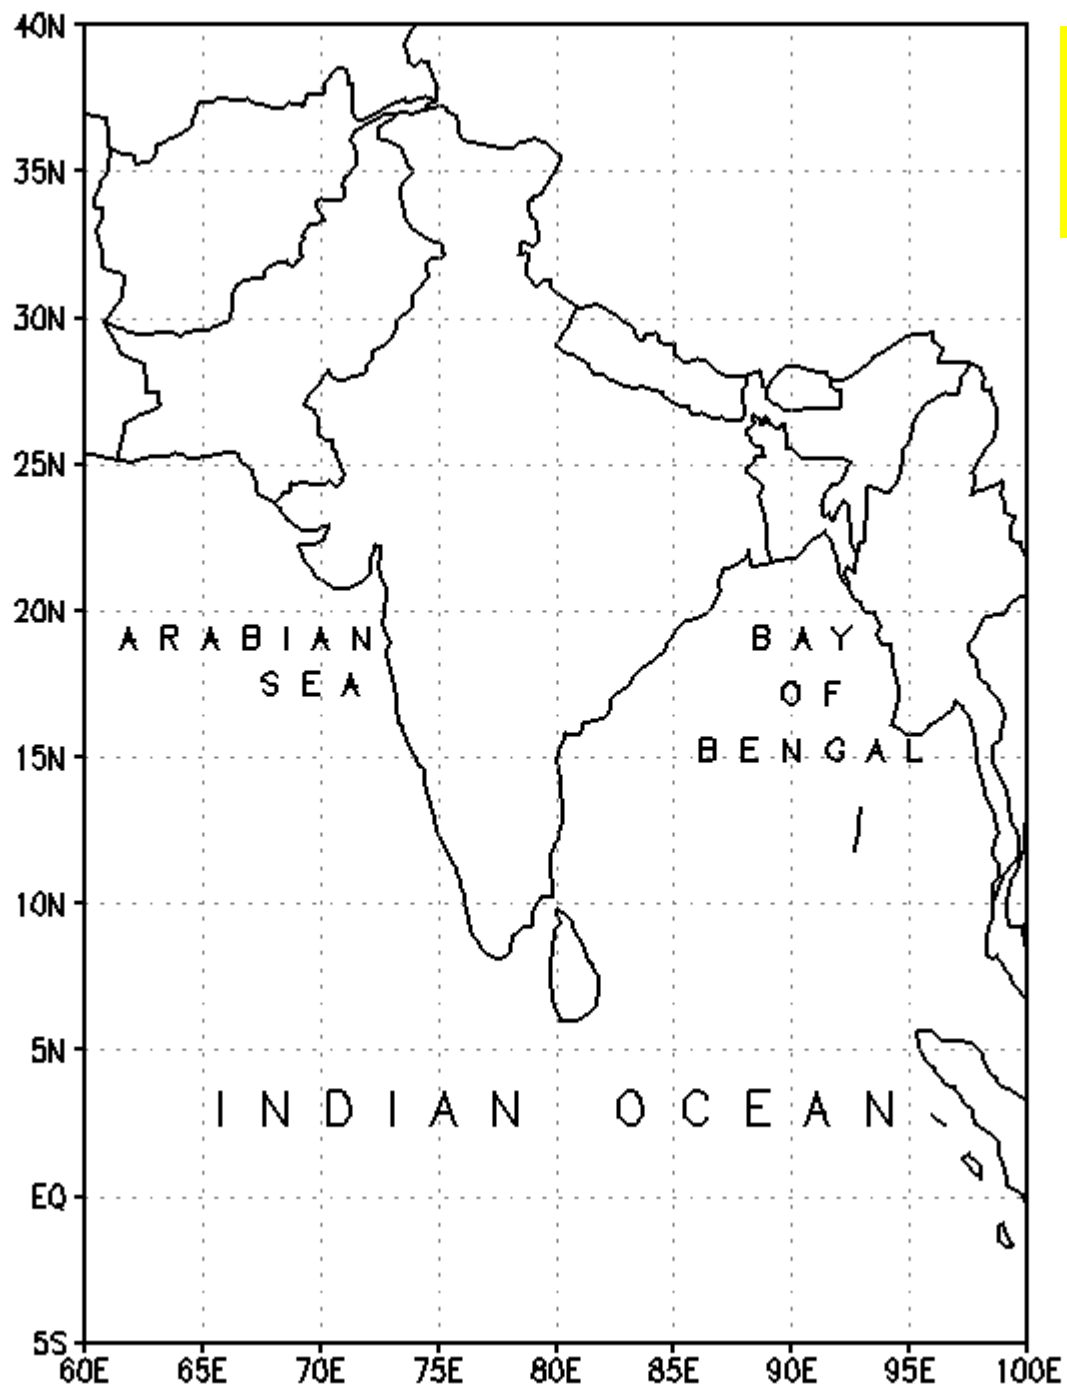 40N
35N
30N
25N
20N
ARABIAN
SEA
BAY
OF
BENGAL
15N
10N
5N
INDIAN OCEAN
EQ
5S
60E 65E 70E 75E 80E 85E 90E 95E 100E